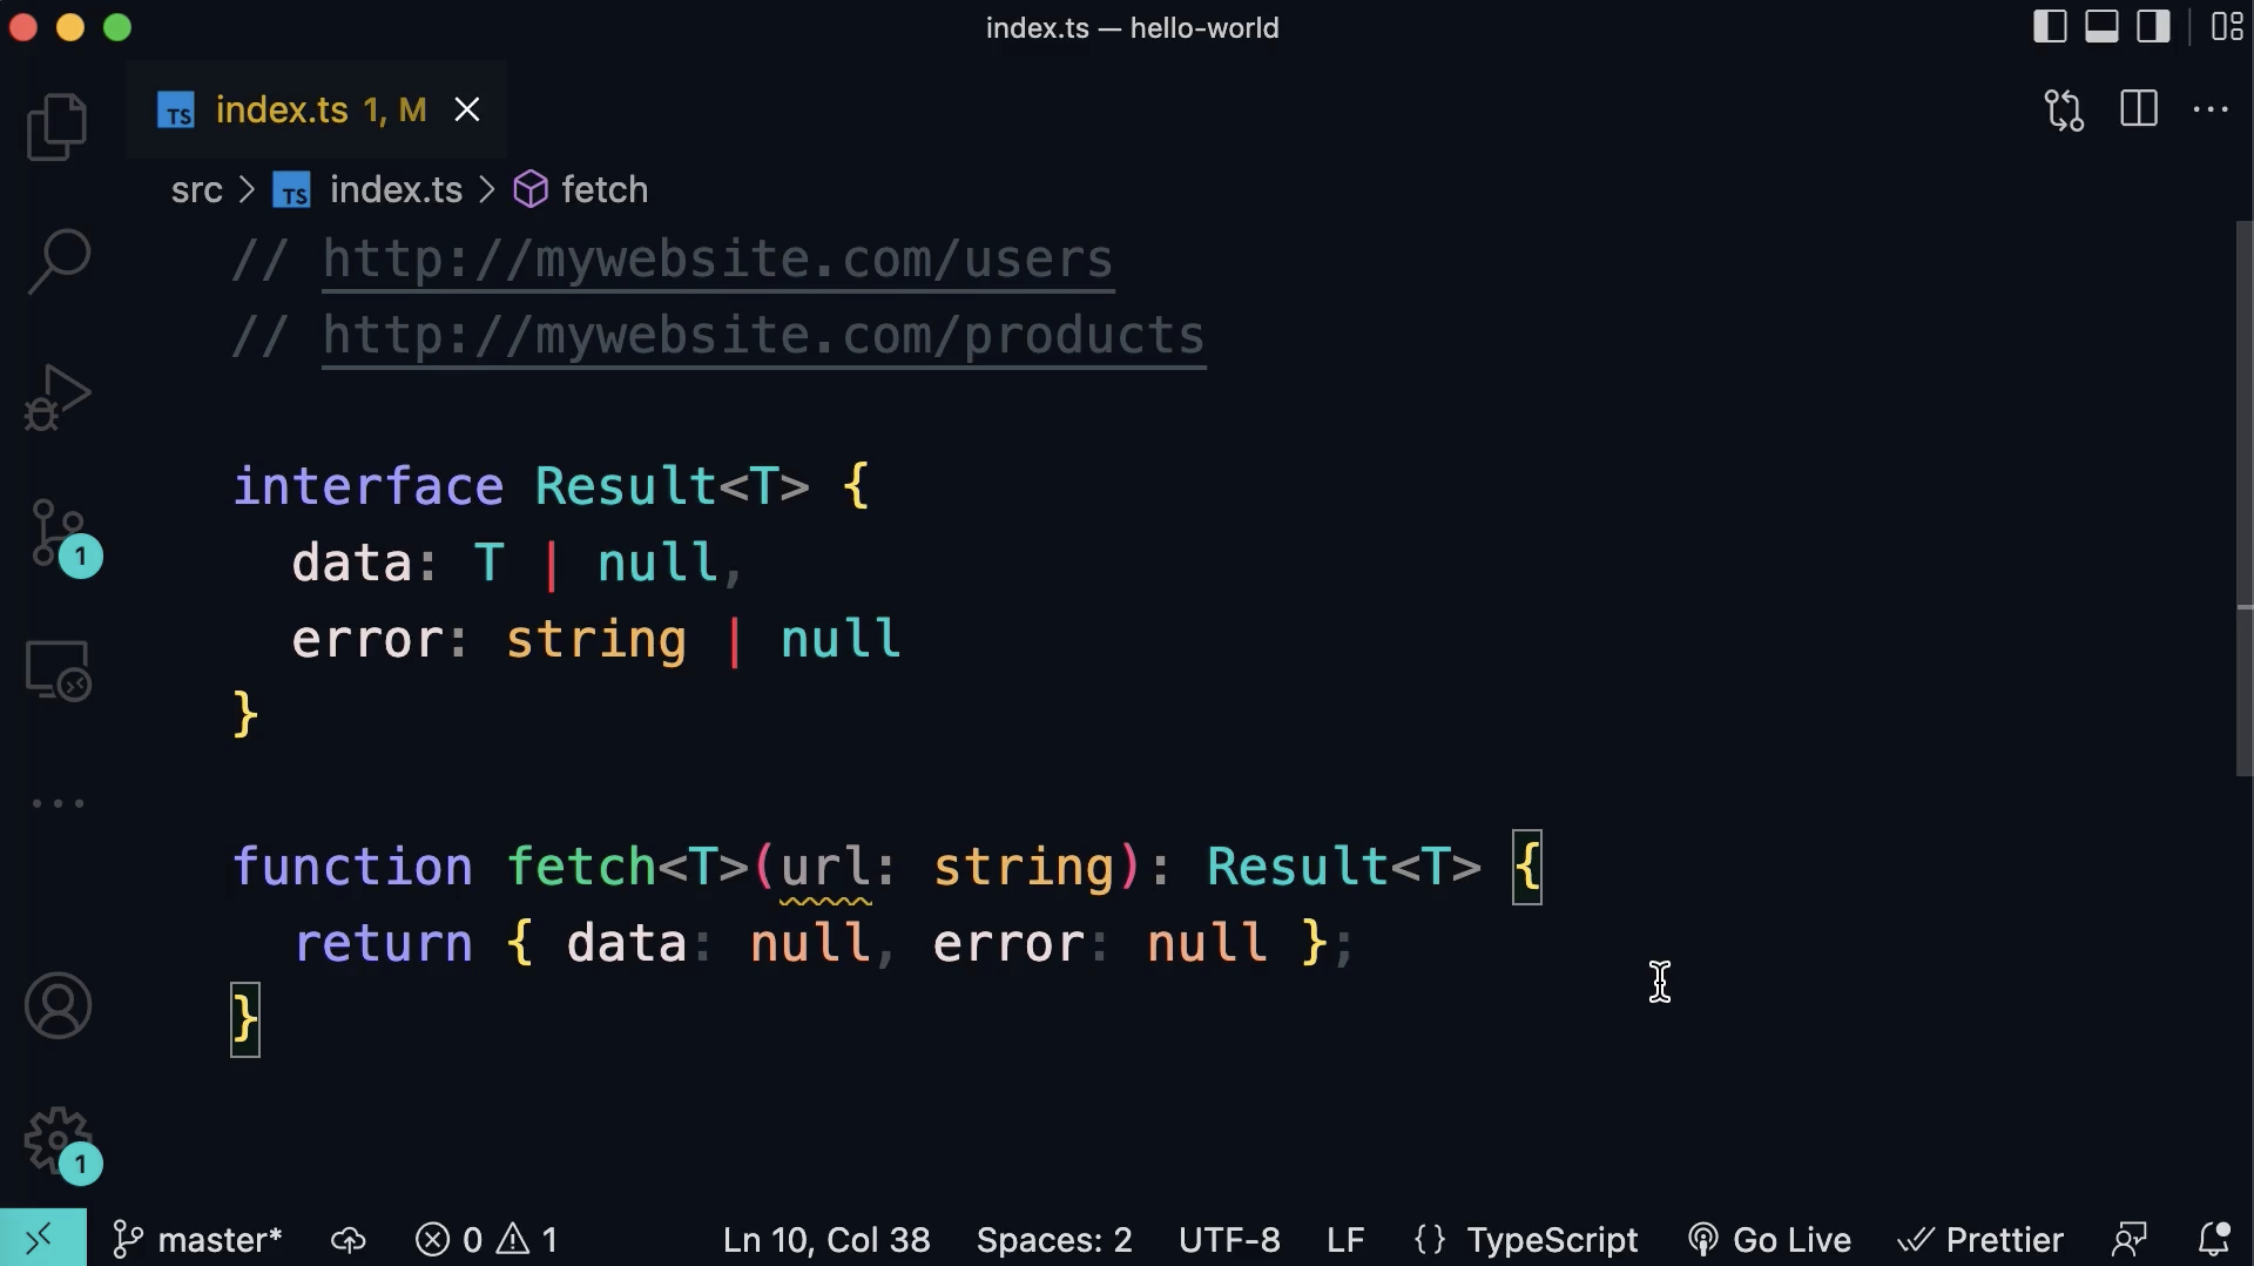 index.ts — hello-world
TS index.ts 1, M
src > TS index.ts > fetch
// http://mywebsite.com/users
// http://mywebsite.com/products
interface Result<T> {
data: T | null,
error: string | null
}
function fetch<T>(url: string): Result<T> {
return { data: null, error: null };
}
1
1
master* 0 1 Ln 10, Col 38 Spaces: 2 UTF-8 LF {} TypeScript Go Live Prettier